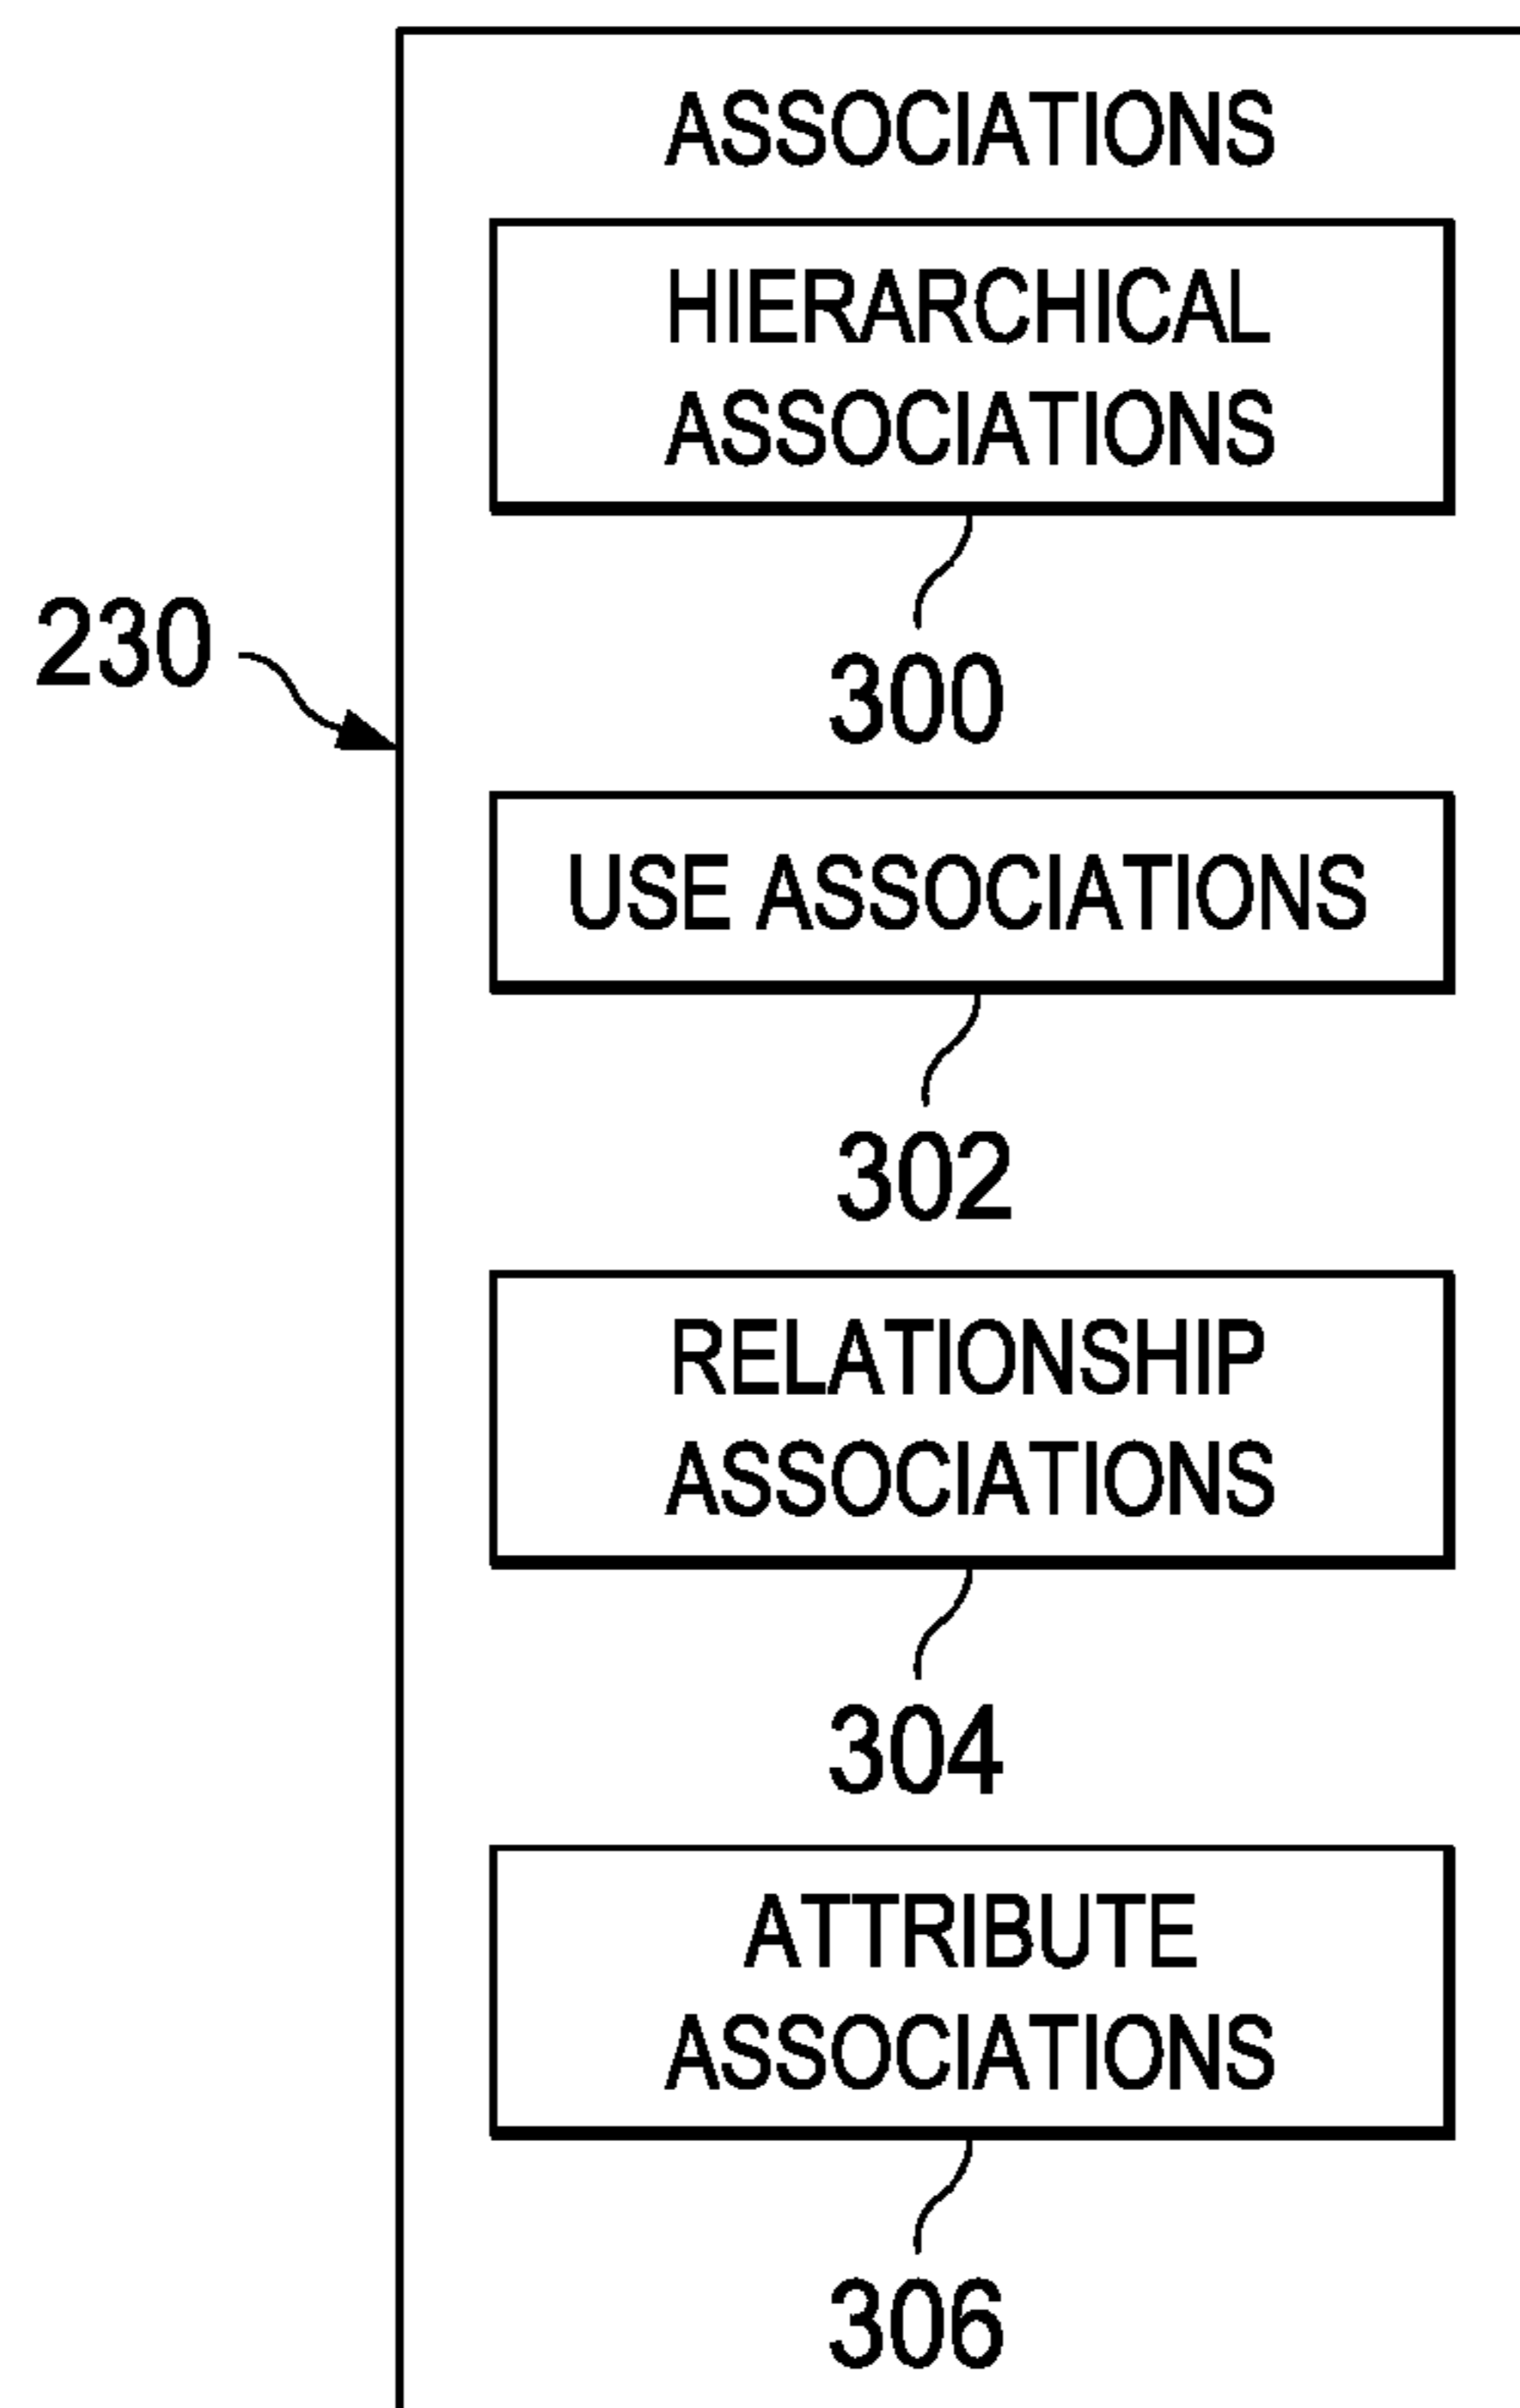 ASSOCIATIONS
HIERARCHICAL
ASSOCIATIONS
230
300
USE ASSOCIATIONS
302
RELATIONSHIP
ASSOCIATIONS
304
ATTRIBUTE
ASSOCIATIONS
306